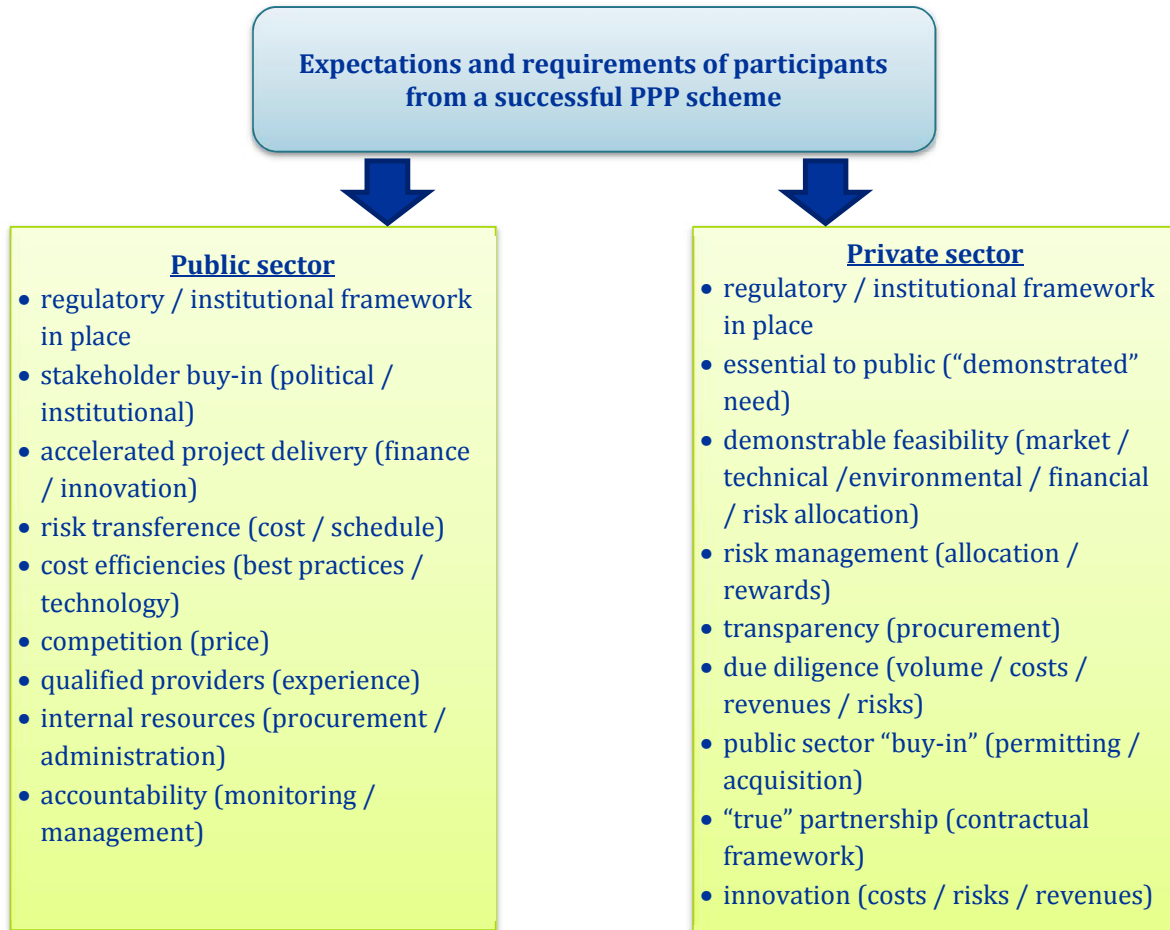 Expectations and requirements of participants
from a successful PPP scheme
Public sector
• regulatory / institutional framework
in place
• stakeholder buy-in (political /
institutional)
• accelerated project delivery (finance
/ innovation)
• risk transference (cost / schedule)
• cost efficiencies (best practices /
technology)
• competition (price)
• qualified providers (experience)
• internal resources (procurement /
administration)
• accountability (monitoring /
management)
Private sector
• regulatory / institutional framework
in place
• essential to public (“demonstrated”
need)
• demonstrable feasibility (market /
technical /environmental / financial
/ risk allocation)
• risk management (allocation /
rewards)
• transparency (procurement)
• due diligence (volume / costs /
revenues / risks)
• public sector “buy-in” (permitting /
acquisition)
• “true” partnership (contractual
framework)
• innovation (costs / risks / revenues)